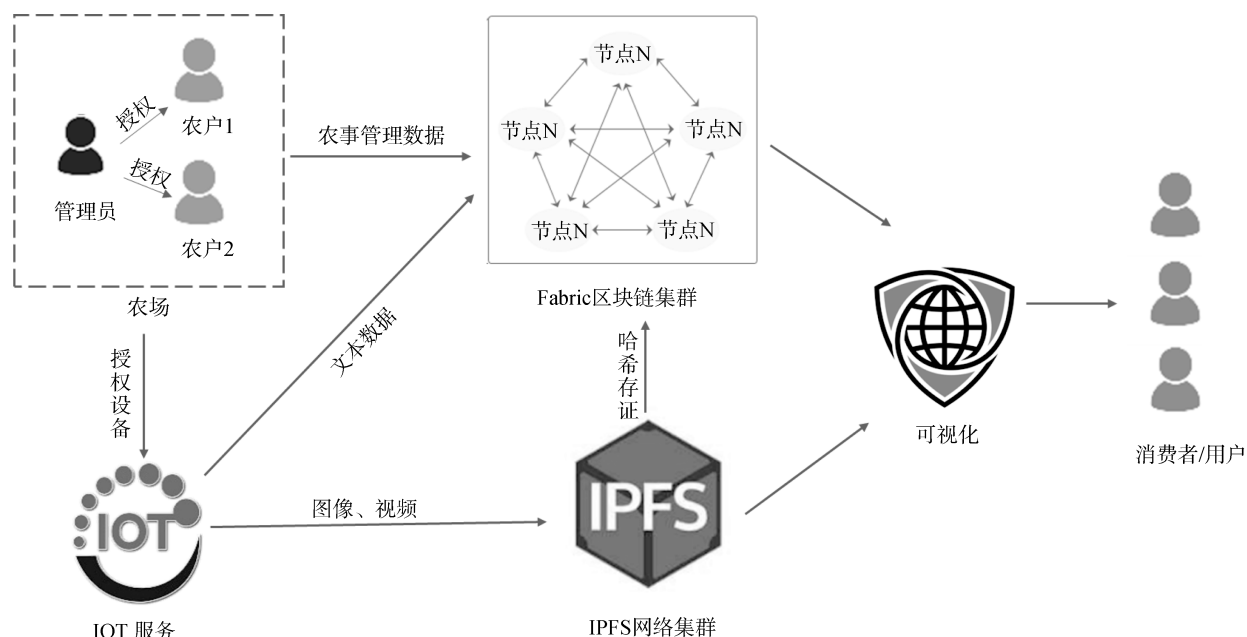 管理员
授权
农户1
授权
农户2
农场
农事管理数据
节点N
节点N
节点N
节点N
节点N
Fabric区块链集群
授权设备
文本数据
哈希存证
IOT
IOT 服务
图像、视频
IPFS
IPFS网络集群
可视化
消费者/用户